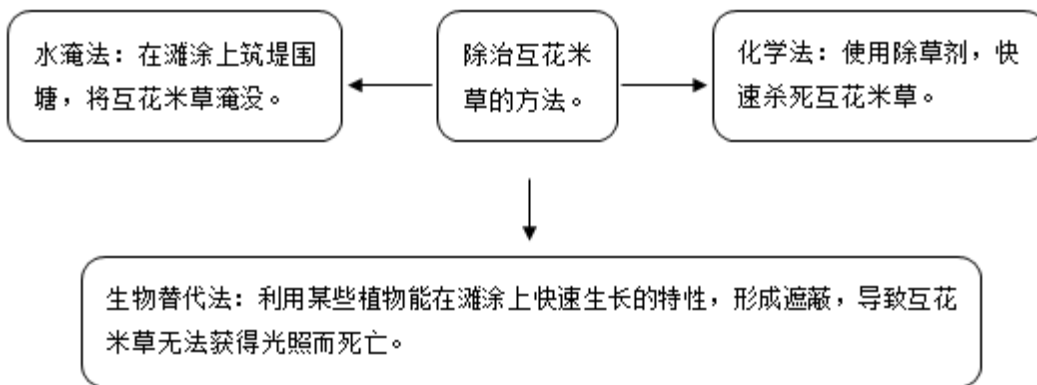 水淹法：在滩涂上筑堤围
塘，将互花米草淹没。
除治互花米
草的方法。
化学法：使用除草剂，快
速杀死互花米草。
生物替代法：利用某些植物能在滩涂上快速生长的特性，形成遮蔽，导致互花
米草无法获得光照而死亡。